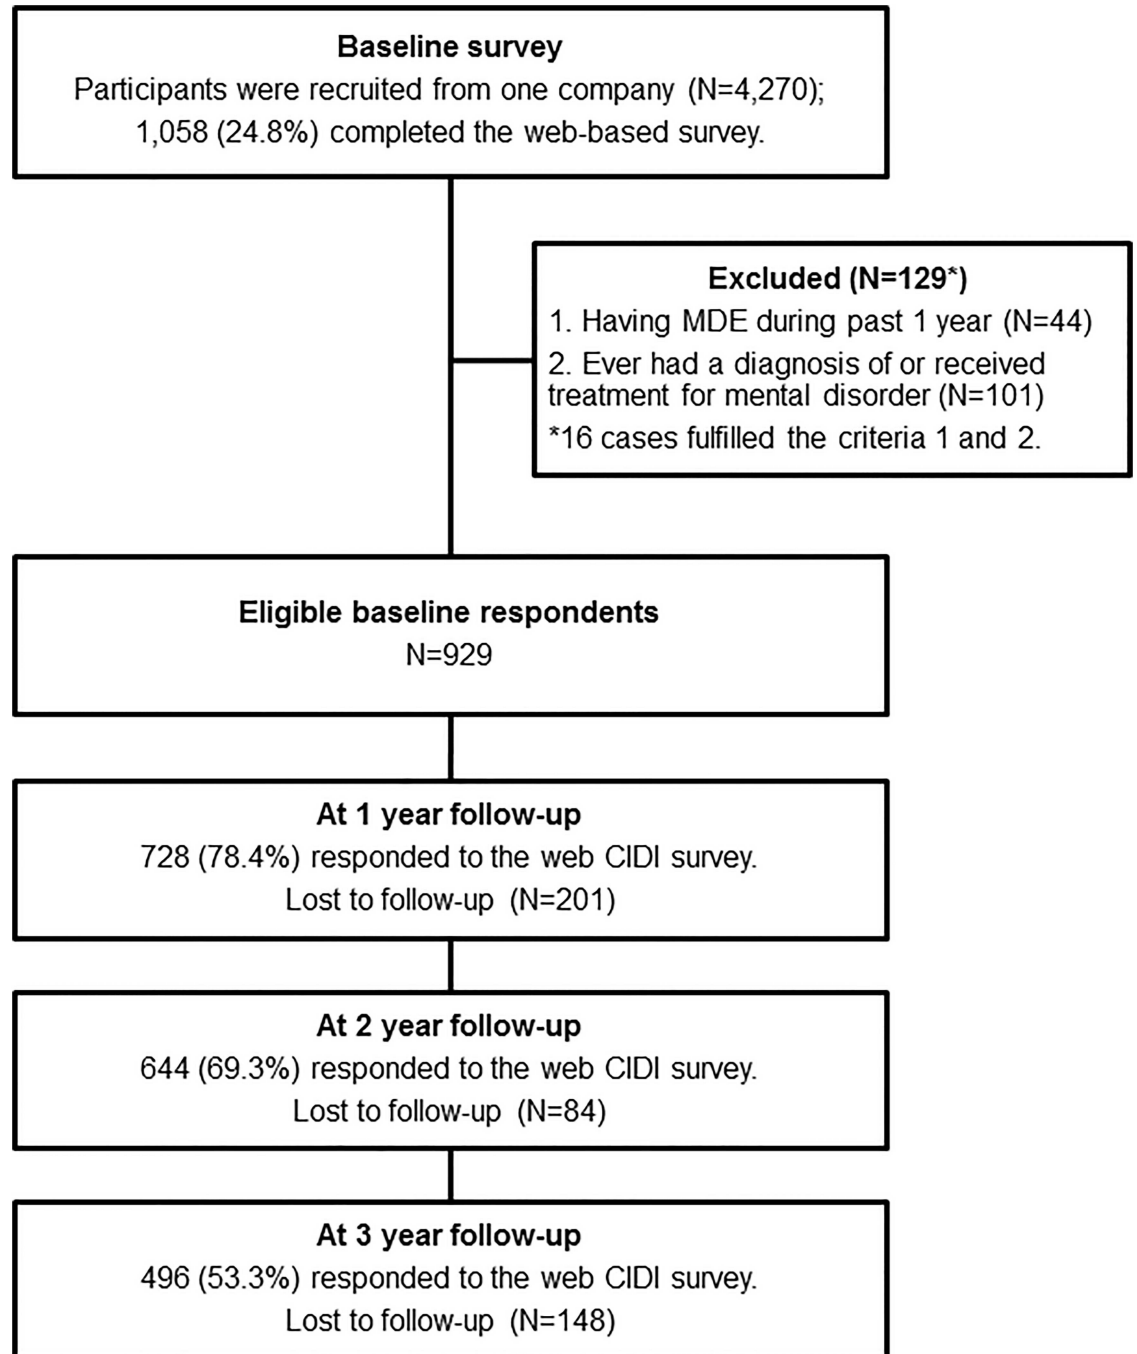 Baseline survey
Participants were recruited from one company (N=4,270);
1,058 (24.8%) completed the web-based survey.
Excluded (N=129*)
1. Having MDE during past 1 year (N=44)
2. Ever had a diagnosis of or received
treatment for mental disorder (N=101)
*16 cases fulfilled the criteria 1 and 2.
Eligible baseline respondents
N=929
At 1 year follow-up
728 (78.4%) responded to the web CIDI survey.
Lost to follow-up (N=201)
At 2 year follow-up
644 (69.3%) responded to the web CIDI survey.
Lost to follow-up (N=84)
At 3 year follow-up
496 (53.3%) responded to the web CIDI survey.
Lost to follow-up (N=148)